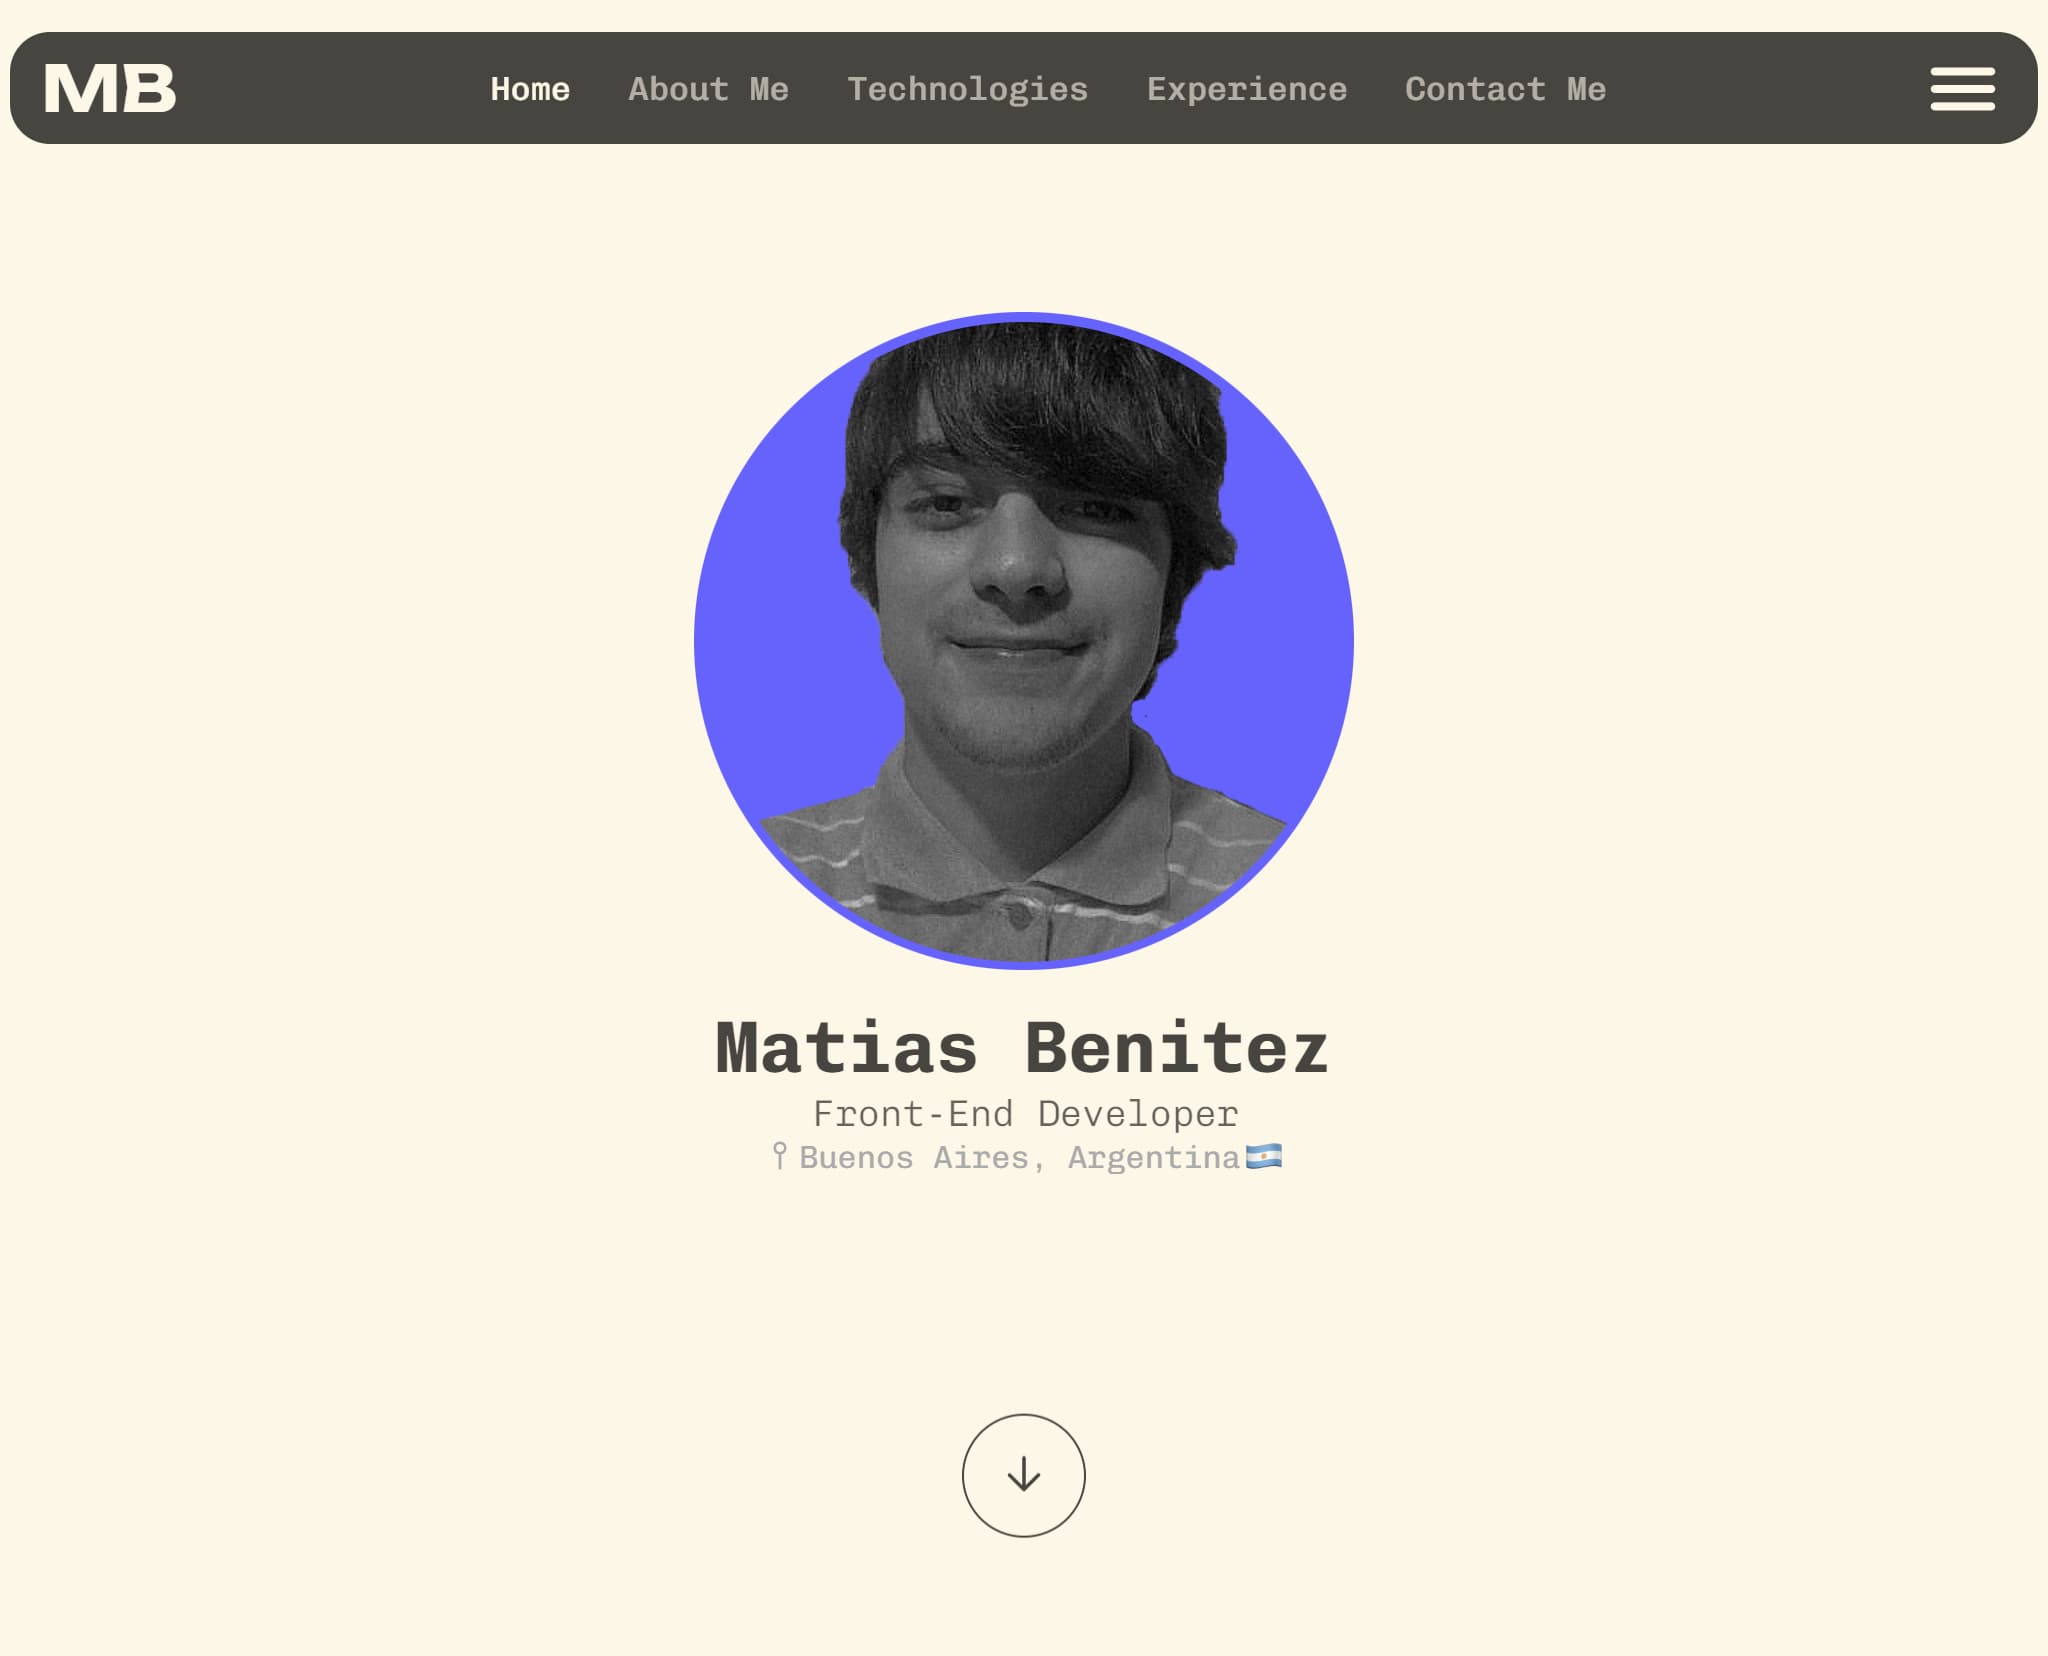 MB
Home About Me Technologies Experience Contact Me
Matias Benitez
Front-End Developer
Buenos Aires, Argentina🇦🇷